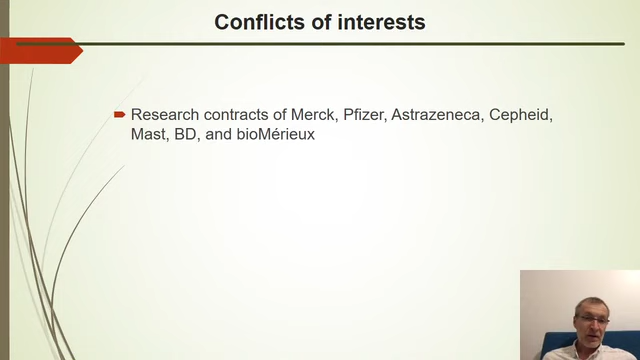 Conflicts of interests
Research contracts of Merck, Pfizer, Astrazeneca, Cepheid,
Mast, BD, and bioMérieux